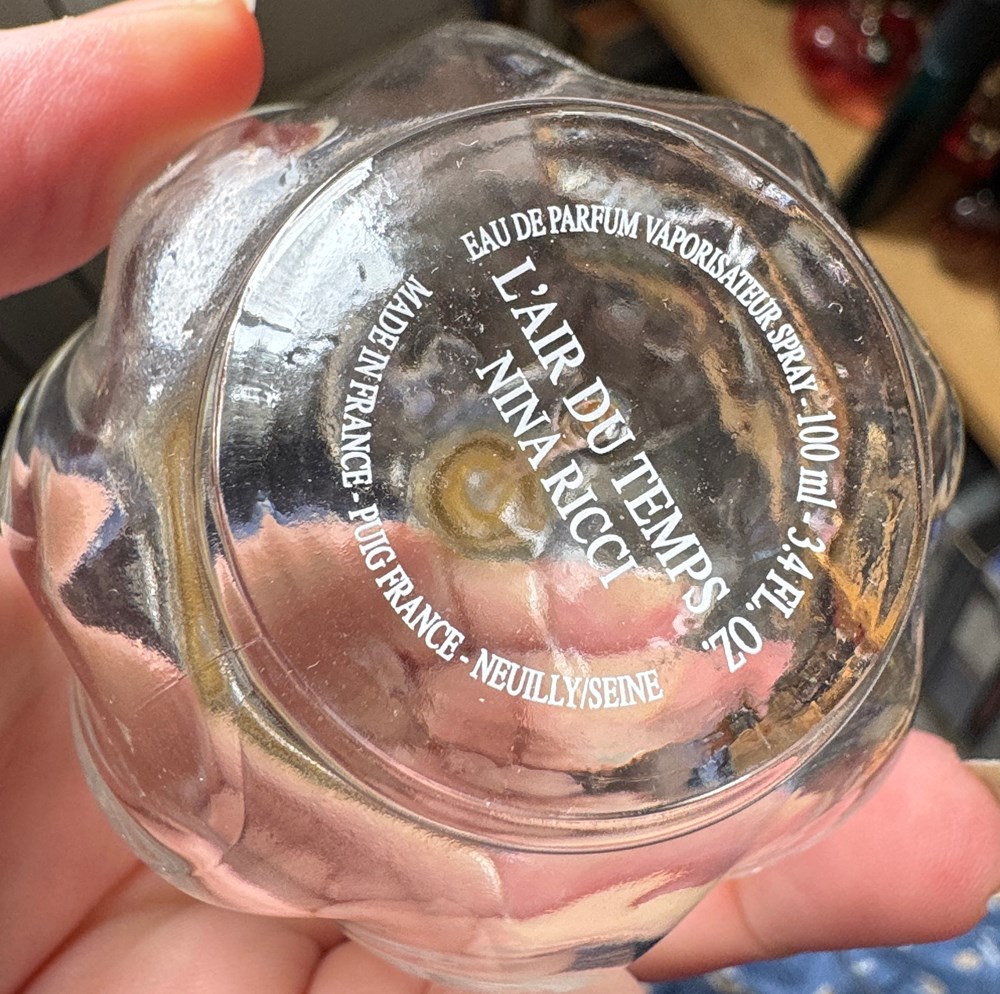 EAU DE PARFUM VAPORISATEUR SPRAY - 100 ml - 3.4 FL. OZ.
L'AIR DU TEMPS
NINA RICCI
MADE IN FRANCE - PUIG FRANCE - NEUILLY/SEINE